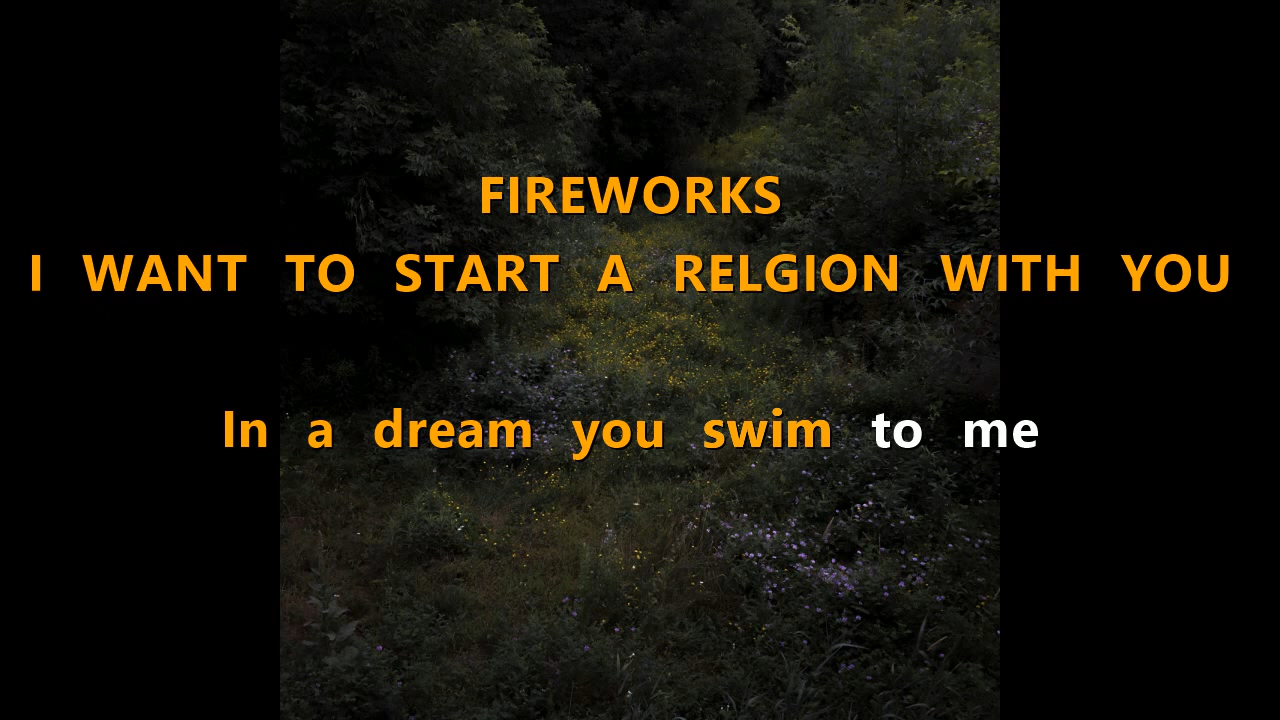 FIREWORKS
I WANT TO START A RELGION WITH YOU
In a dream you swim to me